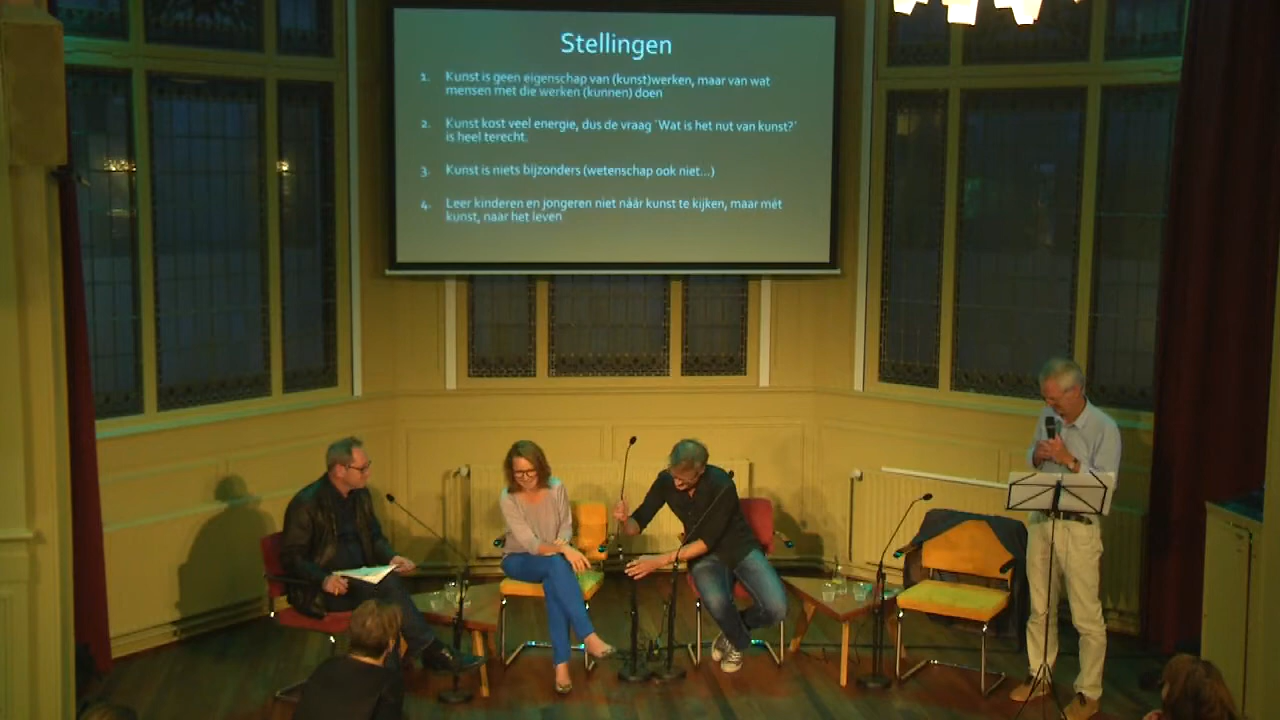 Stellingen
1. Kunst is geen eigenschap van (kunst)werken, maar van wat
mensen met die werken (kunnen) doen
2. Kunst kost veel energie, dus de vraag 'Wat is het nut van kunst?'
is heel terecht.
3. Kunst is niets bijzonders (wetenschap ook niet...)
4. Leer kinderen en jongeren niet náár kunst te kijken, maar mét
kunst, naar het leven